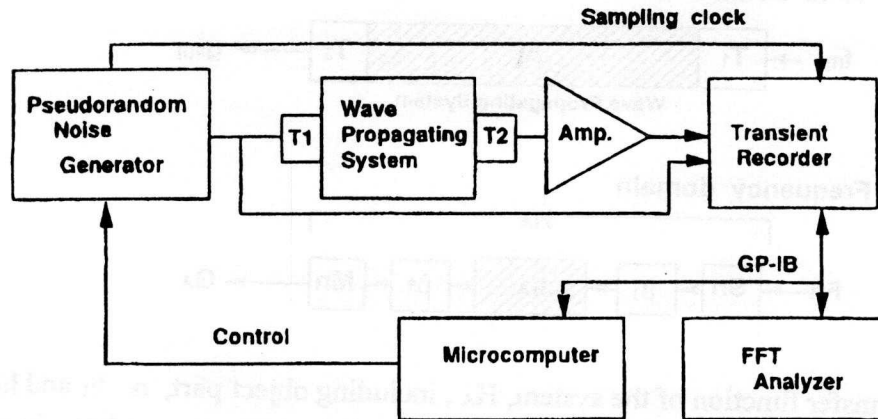 Sampling clock
Pseudorandom
Noise
Generator
T1
Wave
Propagating
System
T2
Amp.
Transient
Recorder
GP-IB
Control
Microcomputer
FFT
Analyzer